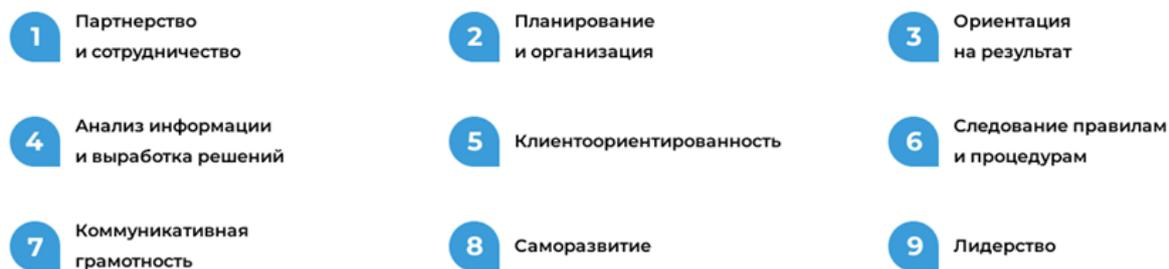 1 Партнерство
и сотрудничество
2 Планирование
и организация
3 Ориентация
на результат
4 Анализ информации
и выработка решений
5 Клиентоориентированность
6 Следование правилам
и процедурам
7 Коммуникативная
грамотность
8 Саморазвитие
9 Лидерство